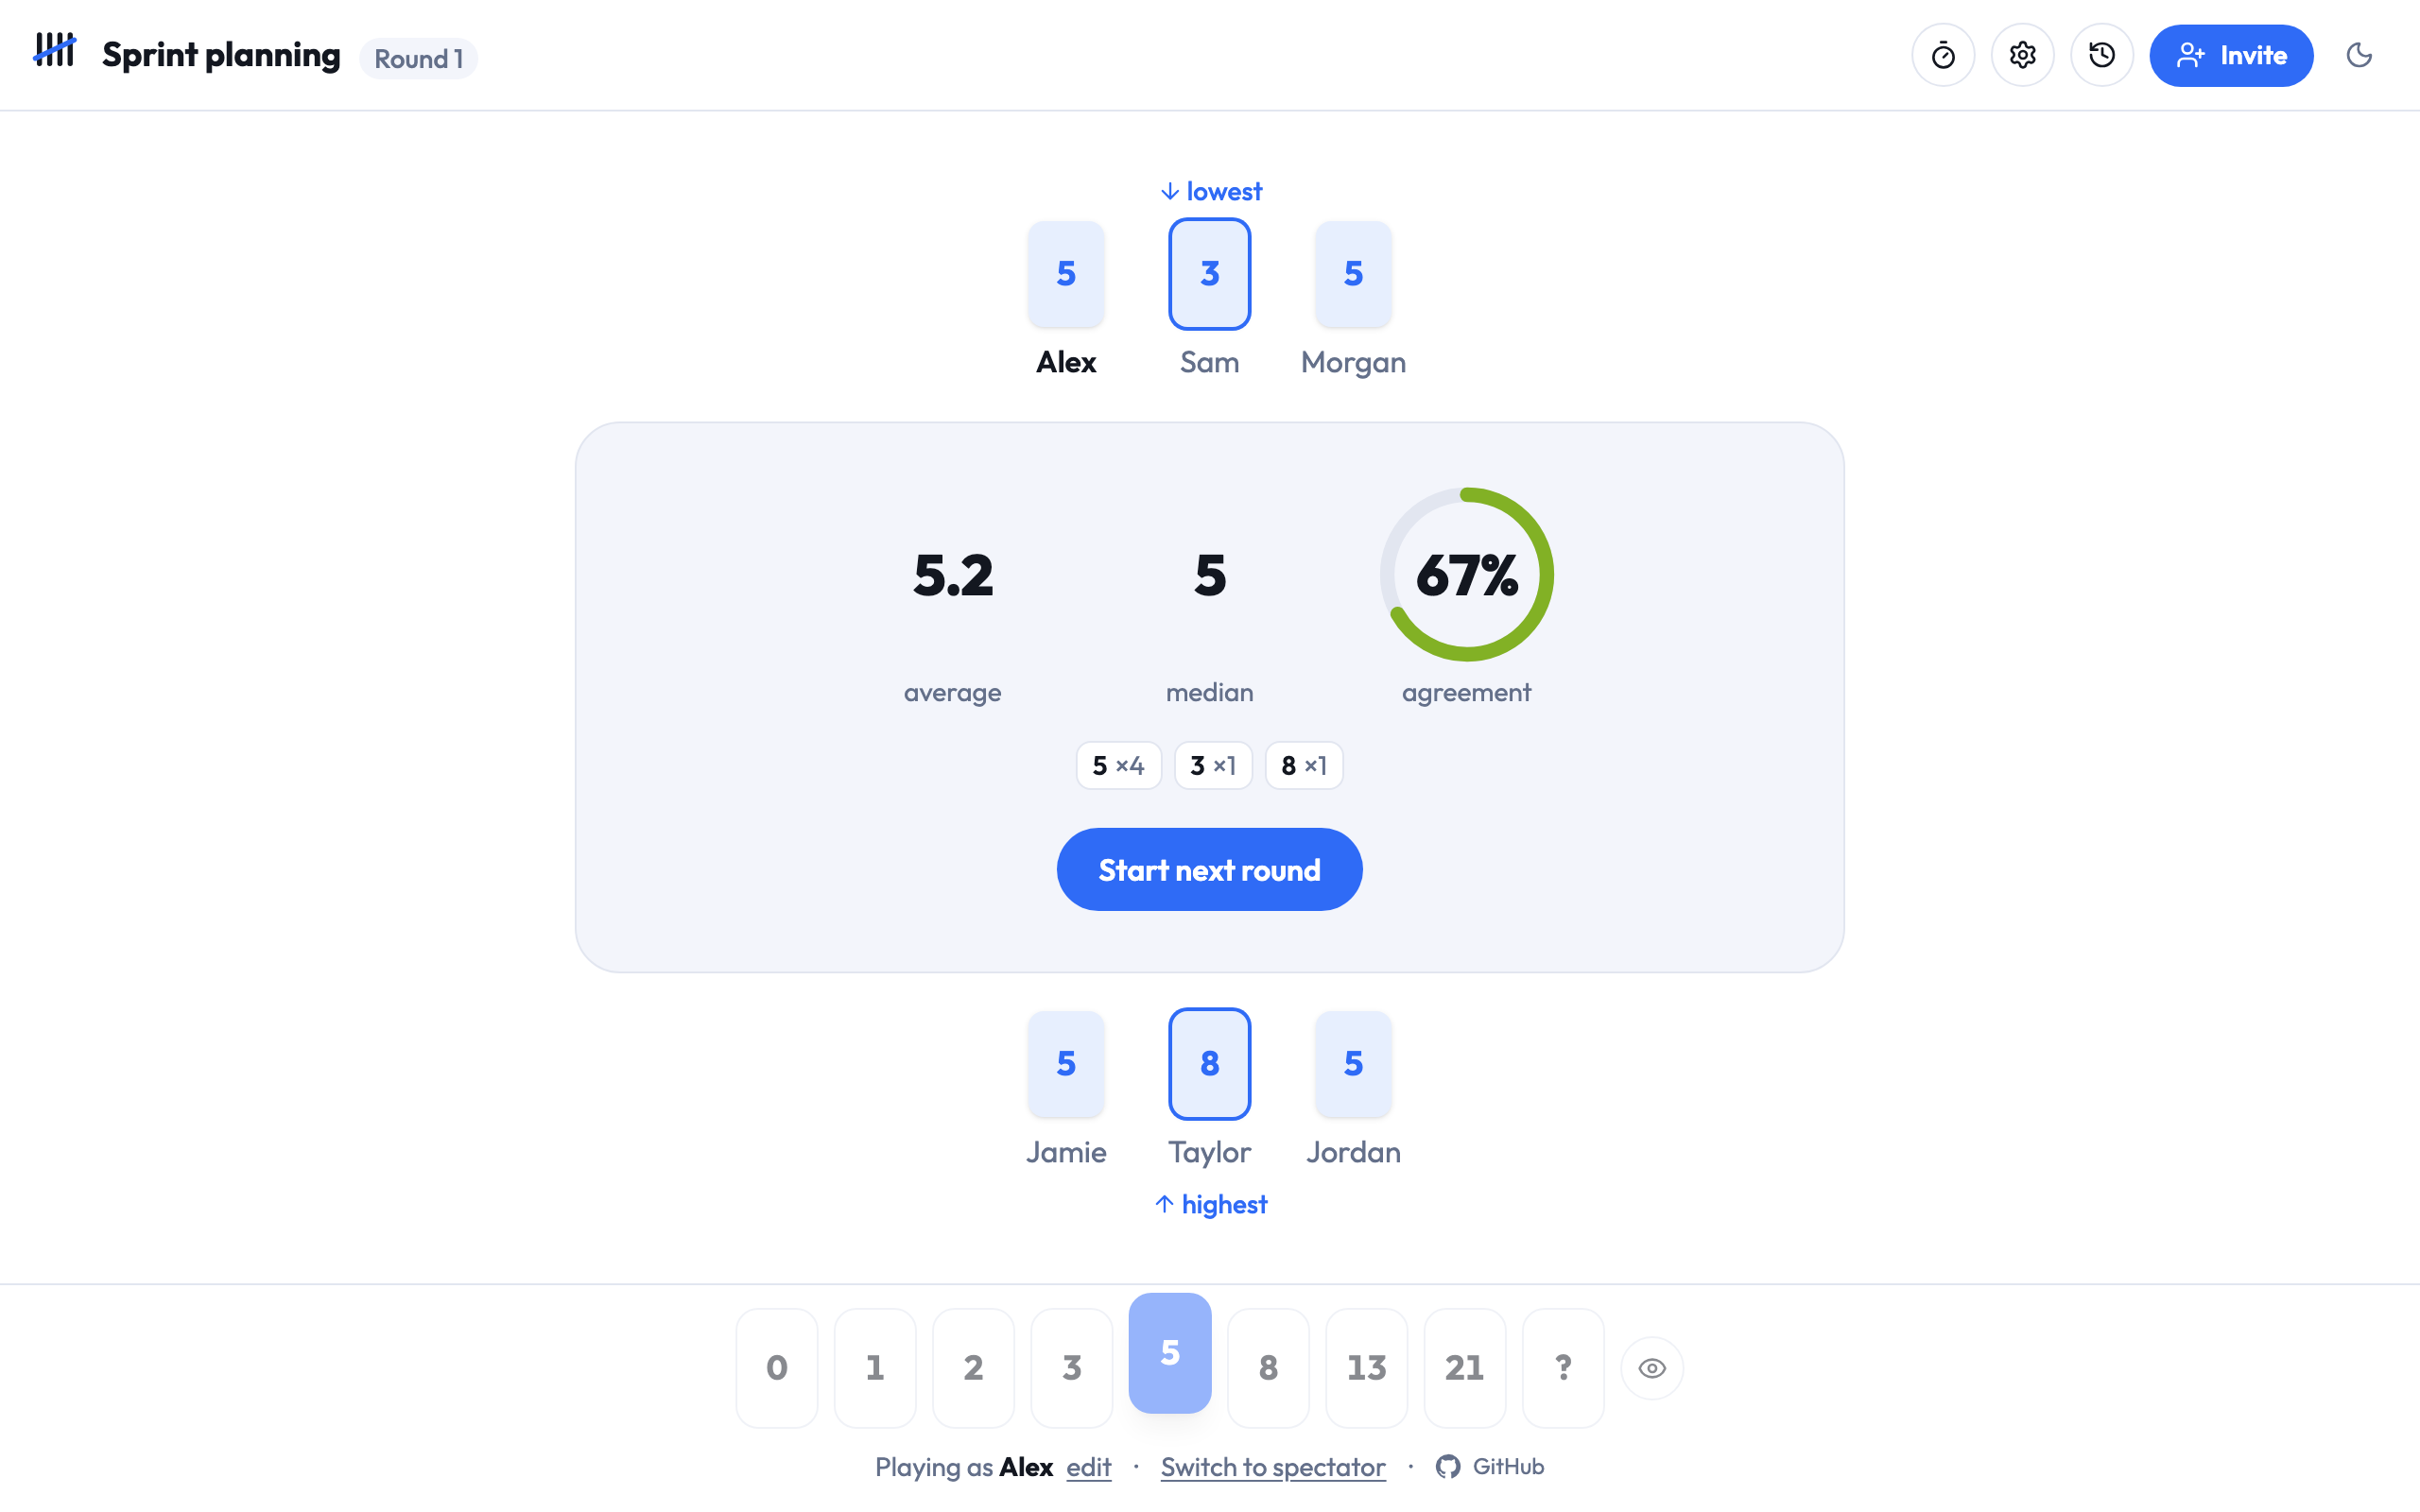 Sprint planning Round 1 Invite
↓ lowest
5 3 5
Alex Sam Morgan
5.2 5 67%
average median agreement
5 ×4 3 ×1 8 ×1
Start next round
5 8 5
Jamie Taylor Jordan
↑ highest
0 1 2 3 5 8 13 21 ?
Playing as Alex edit · Switch to spectator · GitHub